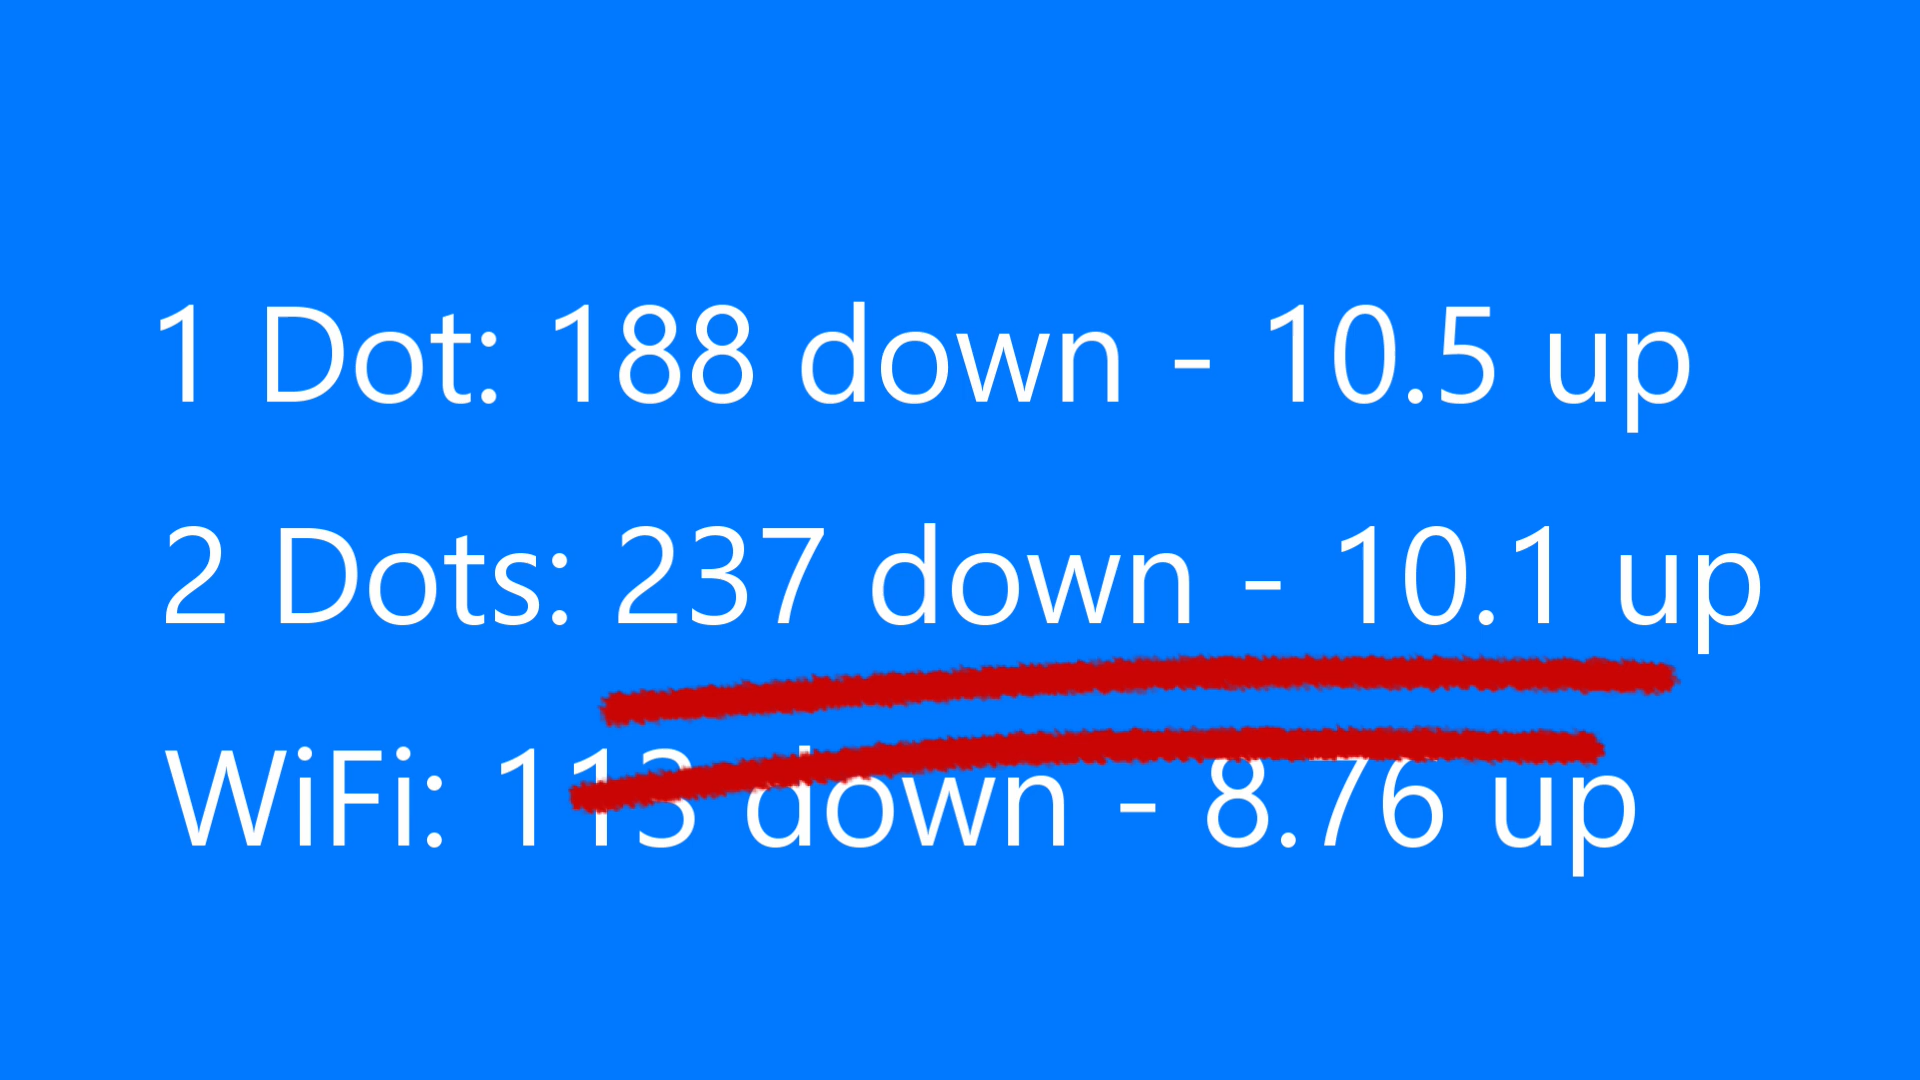 1 Dot: 188 down - 10.5 up
2 Dots: 237 down - 10.1 up
WiFi: 113 down - 8.76 up